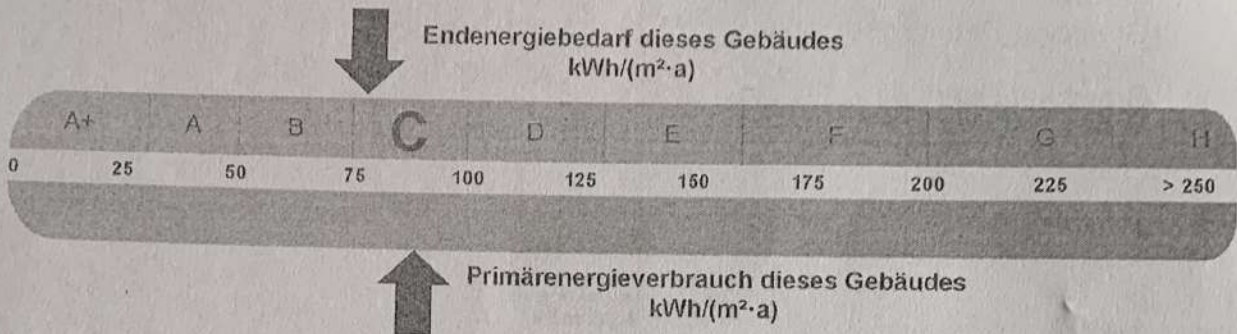 Endenergiebedarf dieses Gebäudes
kWh/(m²·a)
A+ A B C D E F G H
0 25 50 75 100 125 150 175 200 225 > 250
Primärenergieverbrauch dieses Gebäudes
kWh/(m²·a)